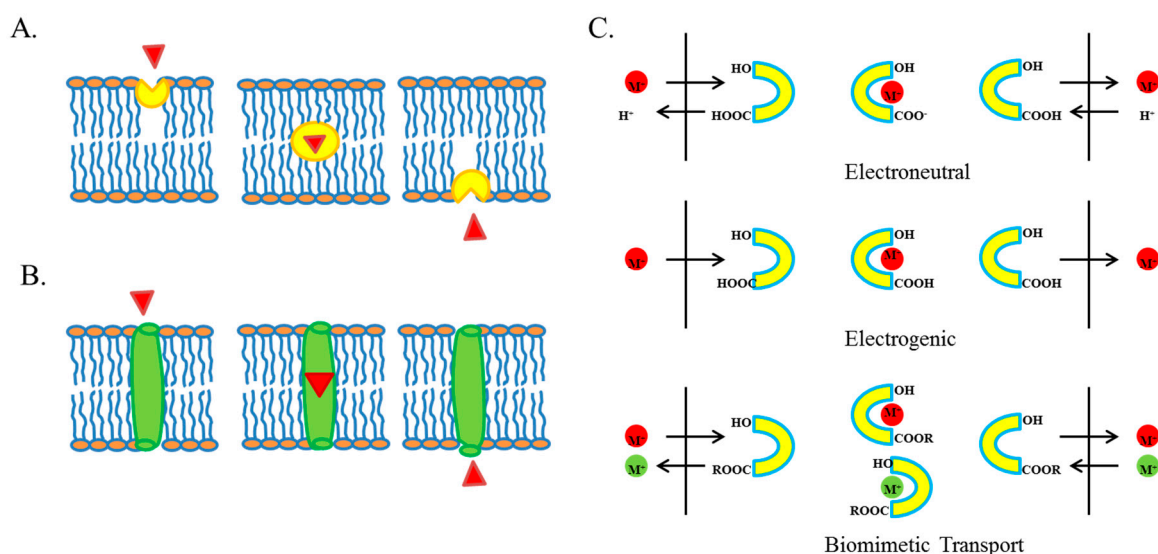 A.
B.
C.
HO OH OH
M⁺ M⁺ M⁺
H⁺ HOOC COO⁻ COOH H⁺
Electroneutral
HO OH OH
M⁺ M⁺ M⁺
HOOC COOH COOH
Electrogenic
OH
HO M⁺ OH
M⁺ COOR M⁺
M⁺ ROOC HO COOR M⁺
M⁺
ROOC
Biomimetic Transport